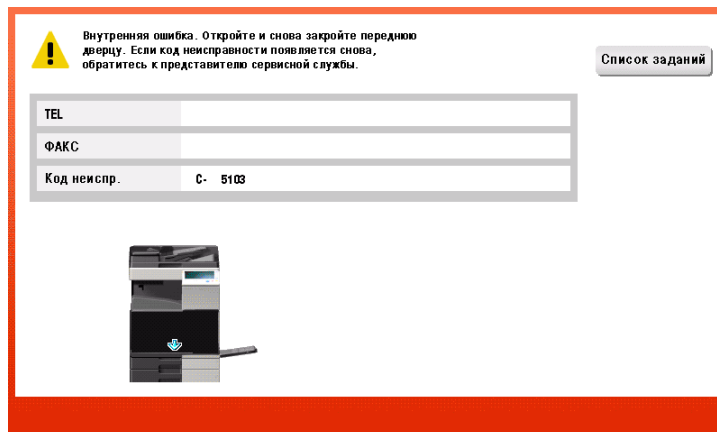 Внутренняя ошибка. Откройте и снова закройте переднюю
дверцу. Если код неисправности появляется снова,
обратитесь к представителю сервисной службы.
Список заданий
TEL
ФАКС
Код неиспр. C- 5103